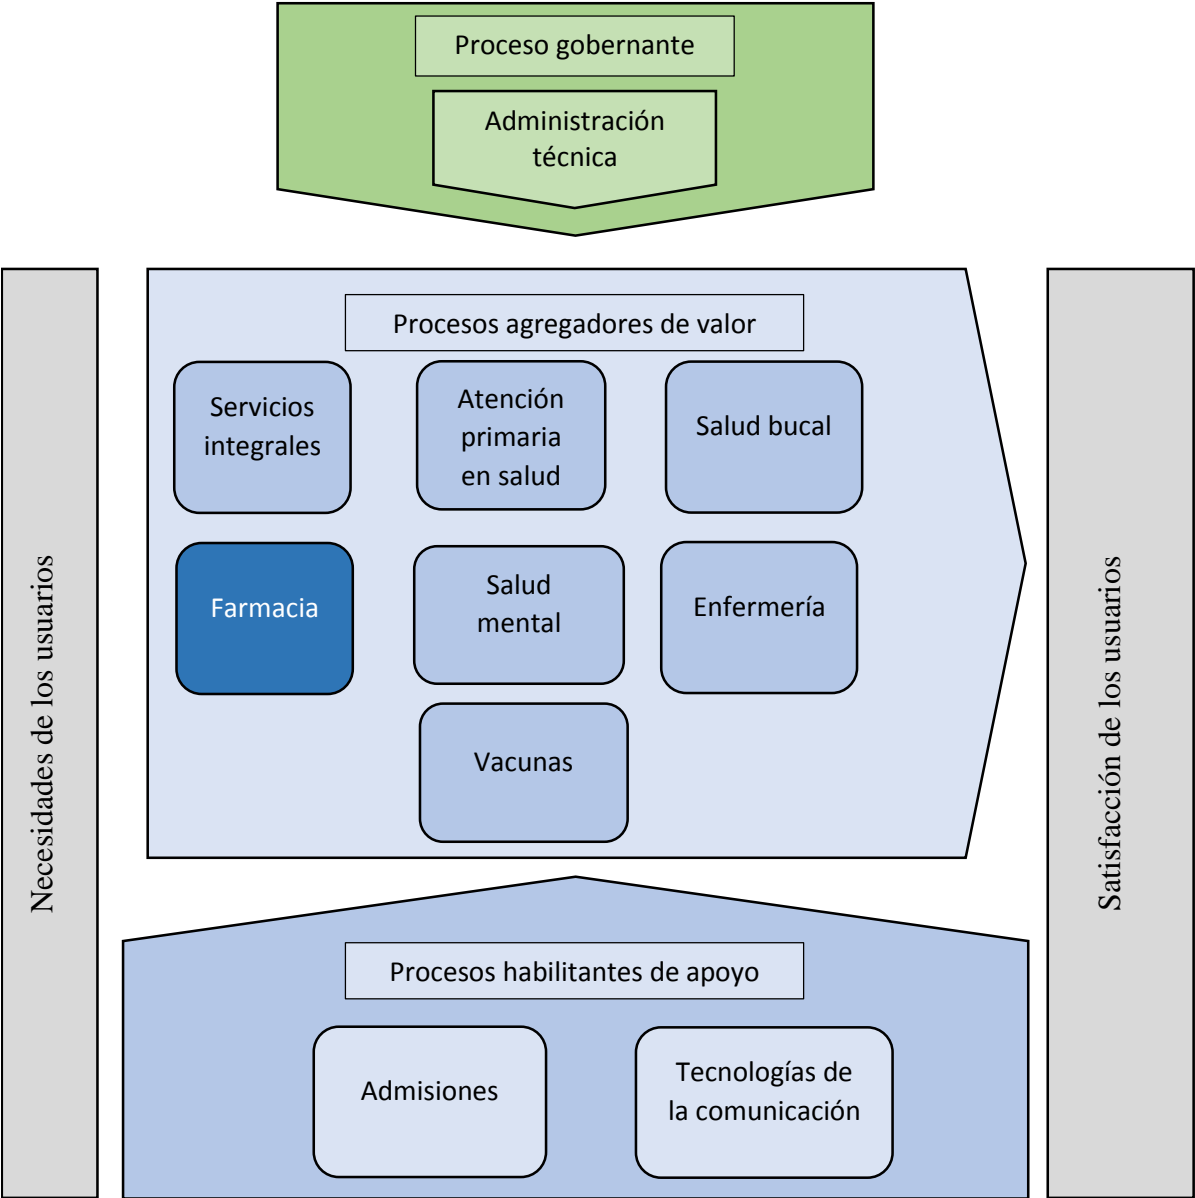 Proceso gobernante
Administración
técnica
Necesidades de los usuarios
Procesos agregadores de valor
Servicios
integrales
Atención
primaria
en salud
Salud bucal
Farmacia
Salud
mental
Enfermería
Vacunas
Satisfacción de los usuarios
Procesos habilitantes de apoyo
Admisiones
Tecnologías de
la comunicación